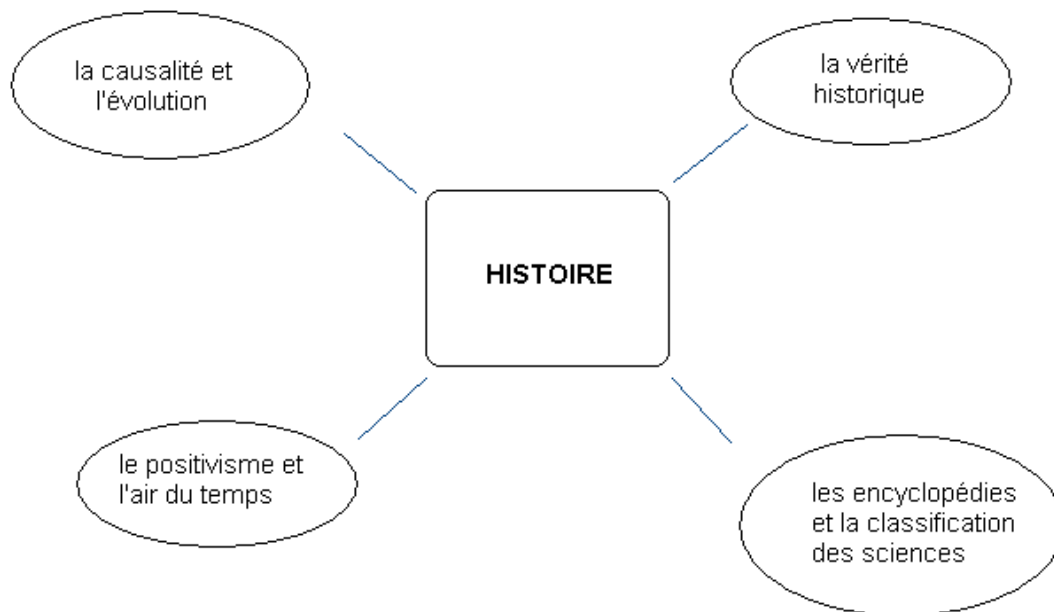 la causalité et
l'évolution
la vérité
historique
HISTOIRE
le positivisme et
l'air du temps
les encyclopédies
et la classification
des sciences